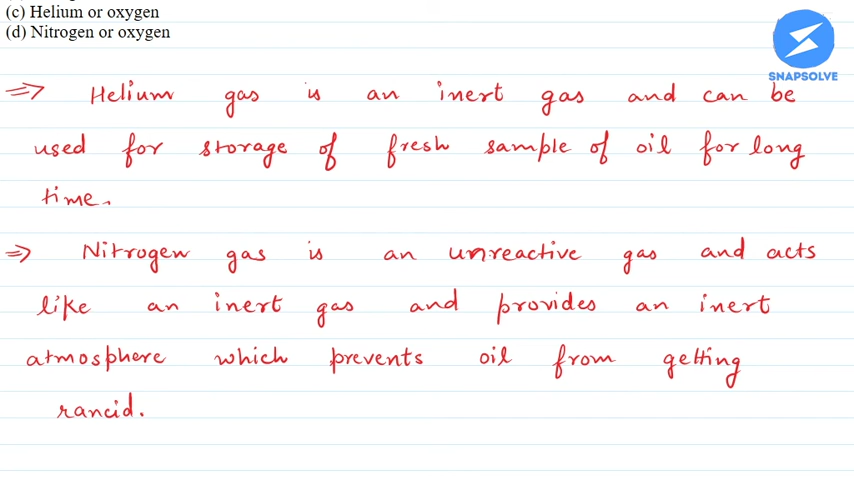 (c) Helium or oxygen
(d) Nitrogen or oxygen
SNAPSOLVE
⇒ Helium gas is an inert gas and can be
used for storage of fresh sample of oil for long
time.
⇒ Nitrogen gas is an unreactive gas and acts
like an inert gas and provides an inert
atmosphere which prevents oil from getting
rancid.